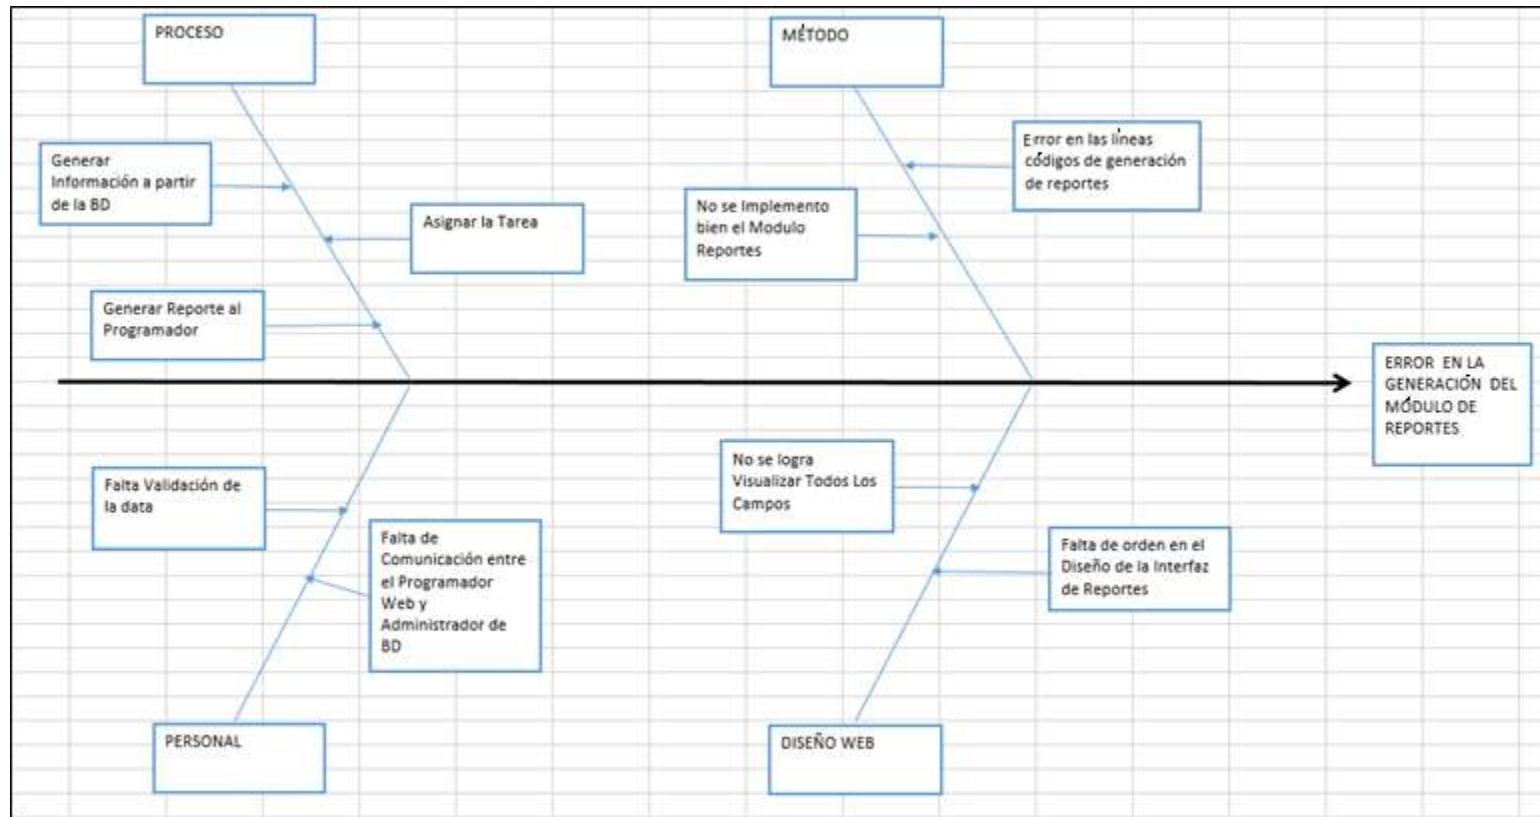 PROCESO
MÉTODO
Generar
Información a partir
de la BD
Asignar la Tarea
Generar Reporte al
Programador
Error en las líneas
códigos de generación
de reportes
No se Implemento
bien el Modulo
Reportes
ERROR EN LA
GENERACIÓN DEL
MÓDULO DE
REPORTES
Falta Validación de
la data
Falta de
Comunicación entre
el Programador
Web y
Administrador de
BD
No se logra
Visualizar Todos Los
Campos
Falta de orden en el
Diseño de la Interfaz
de Reportes
PERSONAL
DISEÑO WEB